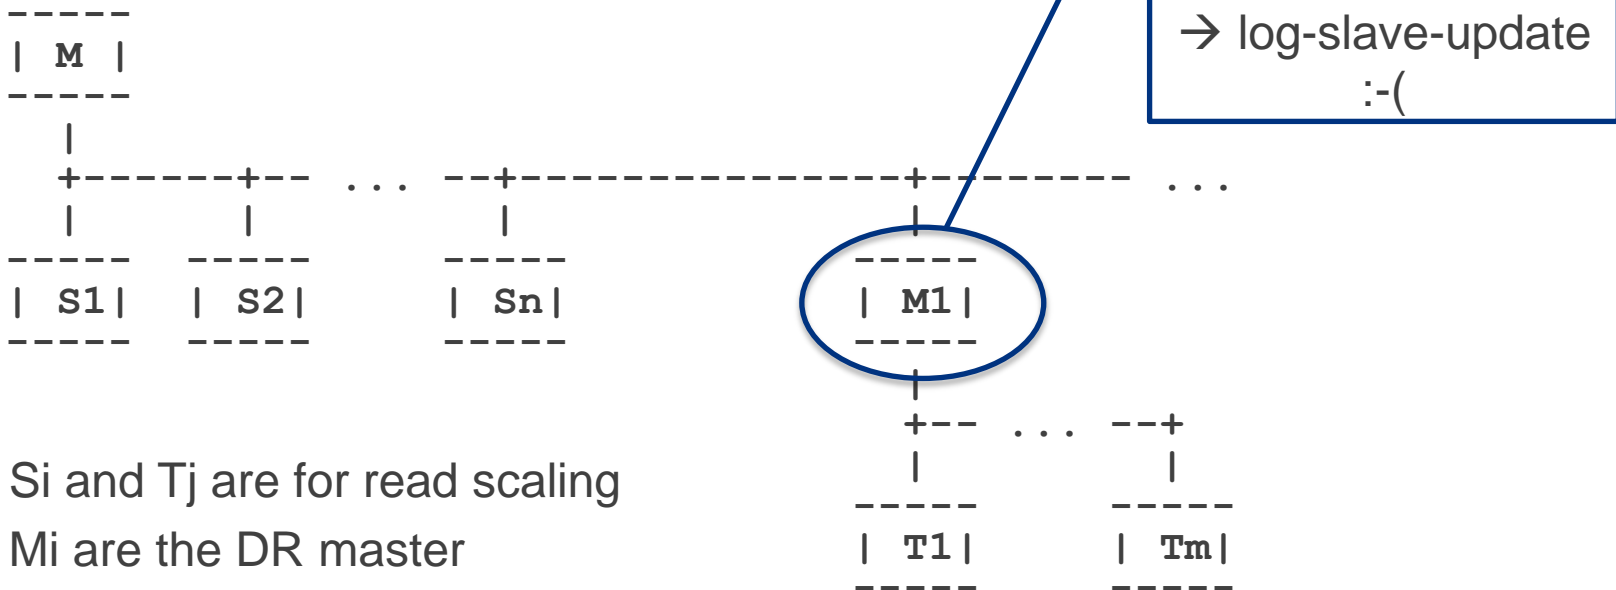 -----
| M |
-----
→ log-slave-update
:-(
|
+------+-- ... --+----------------+-------- ...
| | | |
----- ----- ----- -----
| S1| | S2| | Sn| | M1|
----- ----- ----- -----
|
+-- ... --+
| |
Si and Tj are for read scaling
----- -----
Mi are the DR master
| T1| | Tm|
----- -----